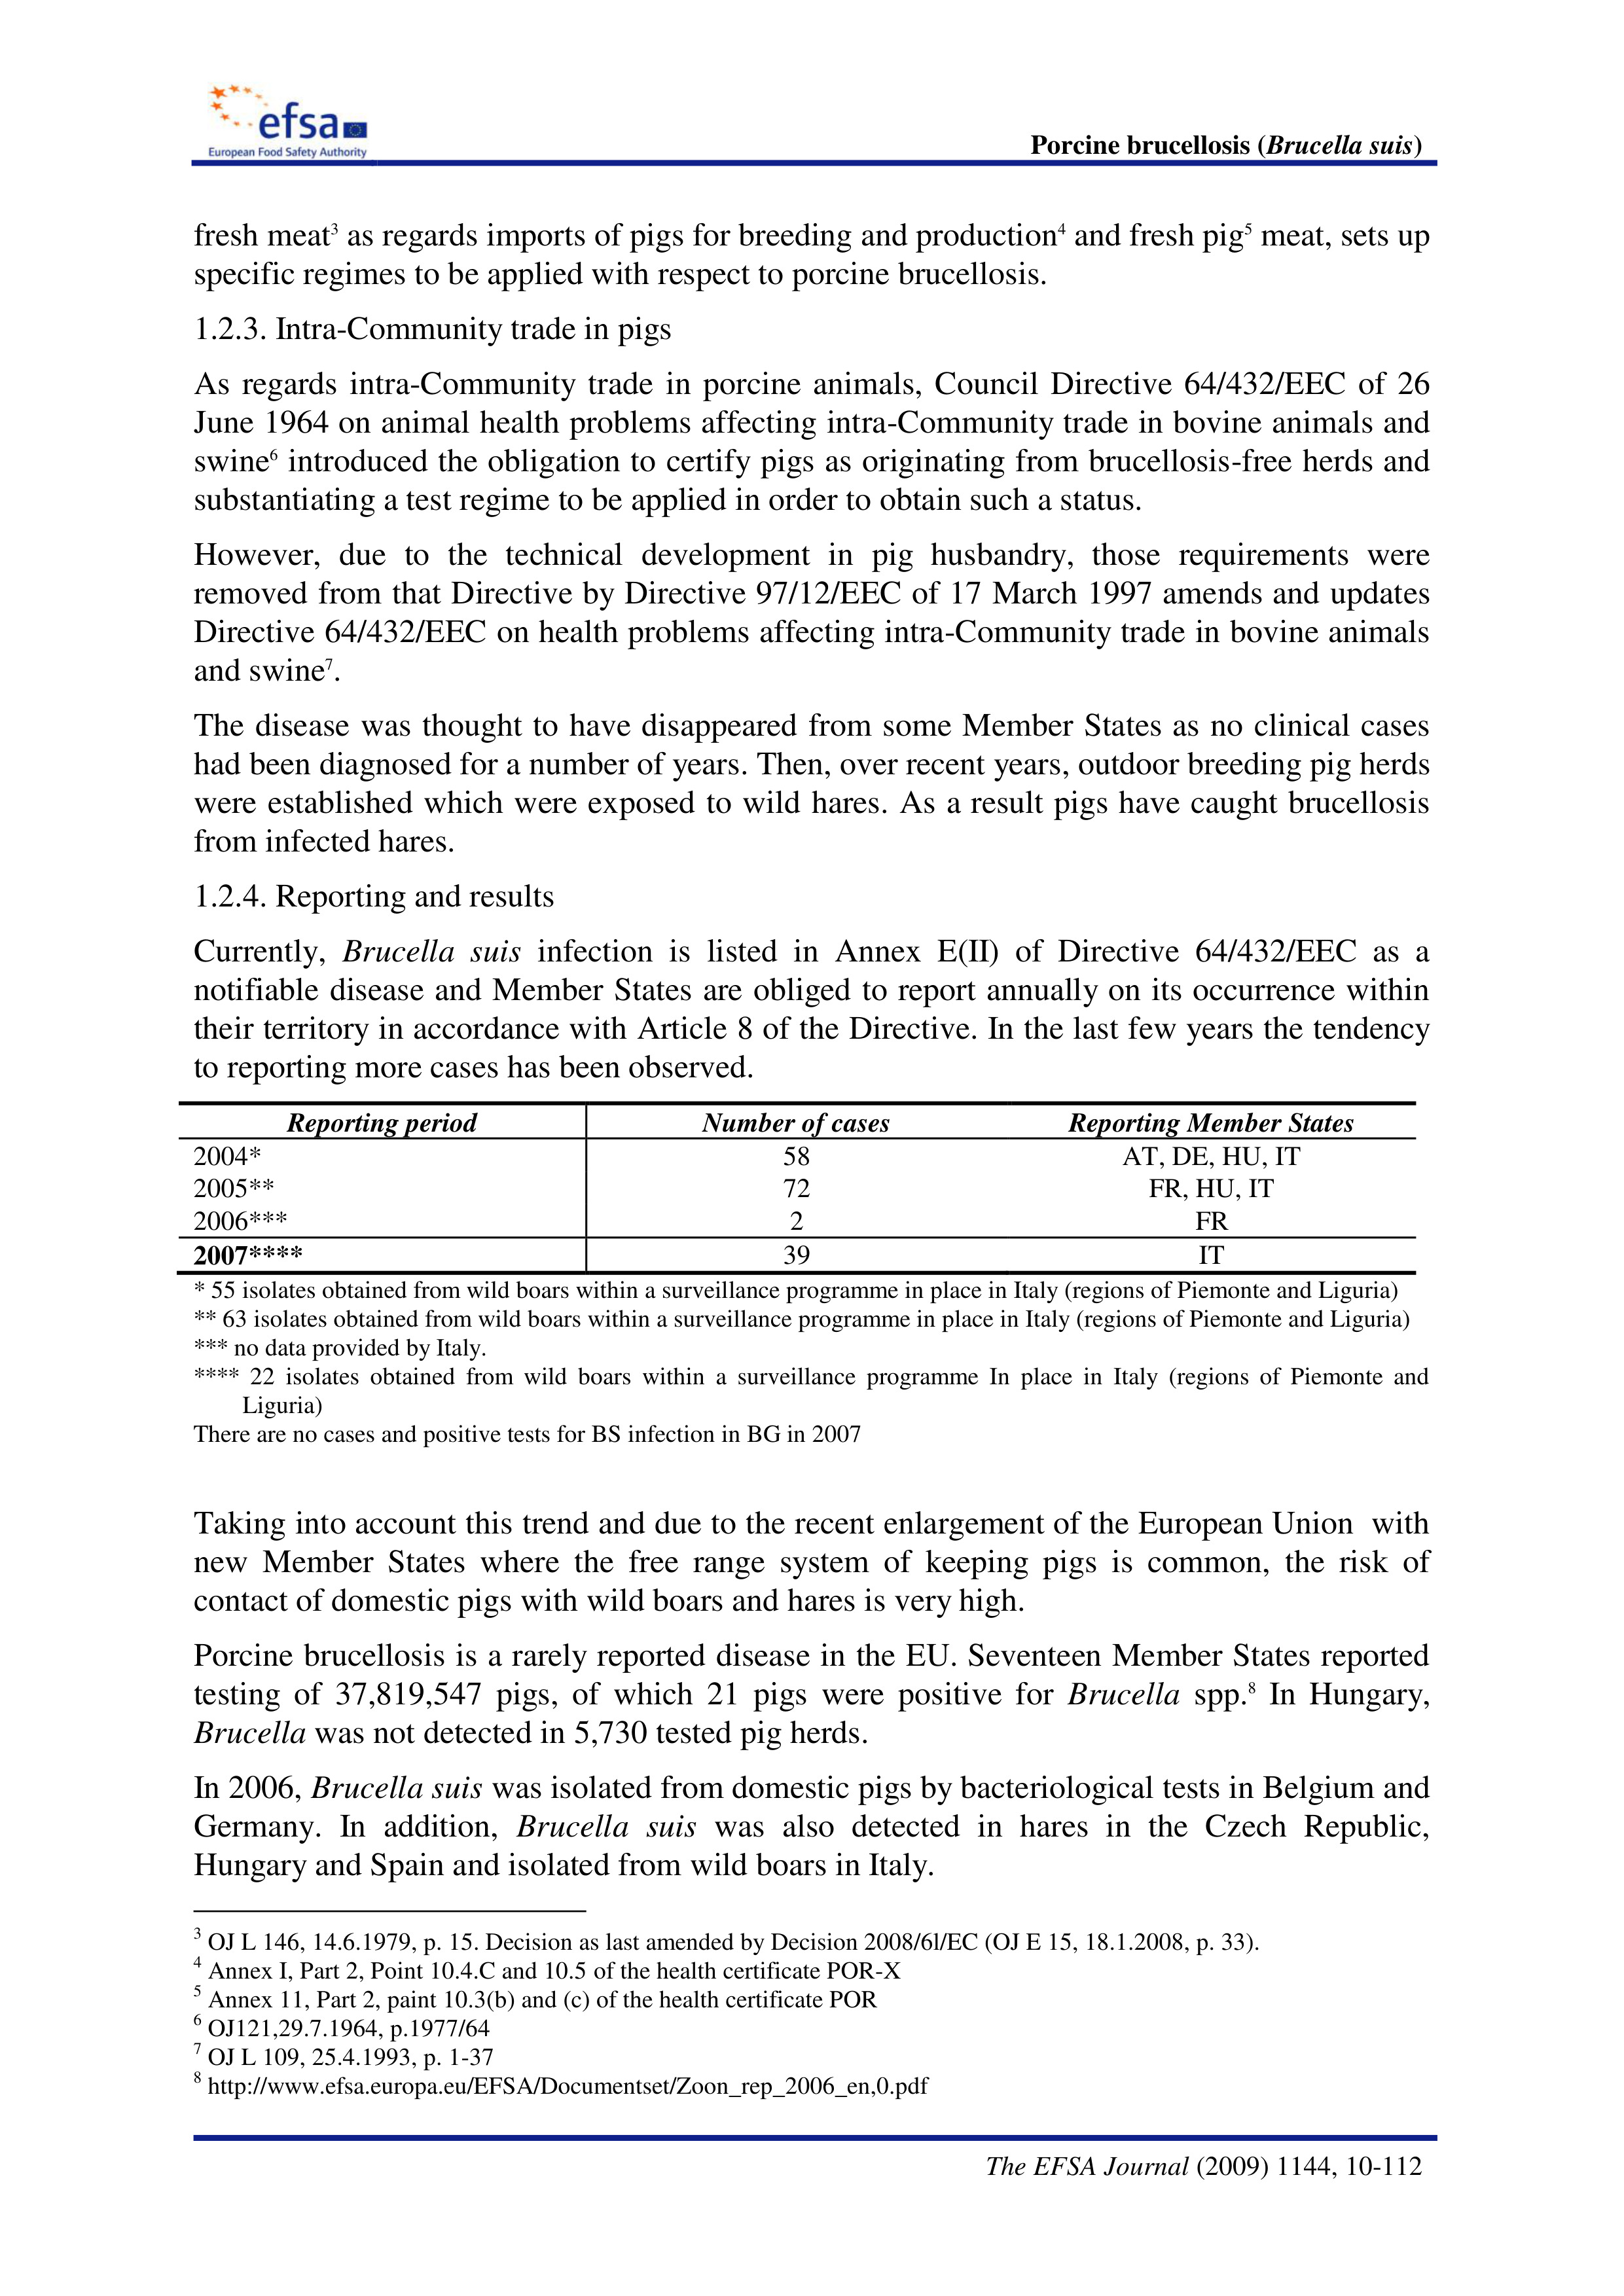 efsa
European Food Safety Authority
Porcine brucellosis (Brucella suis)
fresh meat3 as regards imports of pigs for breeding and production4 and fresh pig5 meat, sets up
specific regimes to be applied with respect to porcine brucellosis.
1.2.3. Intra-Community trade in pigs
As regards intra-Community trade in porcine animals, Council Directive 64/432/EEC of 26
June 1964 on animal health problems affecting intra-Community trade in bovine animals and
swine6 introduced the obligation to certify pigs as originating from brucellosis-free herds and
substantiating a test regime to be applied in order to obtain such a status.
However, due to the technical development in pig husbandry, those requirements were
removed from that Directive by Directive 97/12/EEC of 17 March 1997 amends and updates
Directive 64/432/EEC on health problems affecting intra-Community trade in bovine animals
and swine7.
The disease was thought to have disappeared from some Member States as no clinical cases
had been diagnosed for a number of years. Then, over recent years, outdoor breeding pig herds
were established which were exposed to wild hares. As a result pigs have caught brucellosis
from infected hares.
1.2.4. Reporting and results
Currently, Brucella suis infection is listed in Annex E(II) of Directive 64/432/EEC as a
notifiable disease and Member States are obliged to report annually on its occurrence within
their territory in accordance with Article 8 of the Directive. In the last few years the tendency
to reporting more cases has been observed.
Reporting period Number of cases Reporting Member States
2004* 58 AT, DE, HU, IT
2005** 72 FR, HU, IT
2006*** 2 FR
2007**** 39 IT
* 55 isolates obtained from wild boars within a surveillance programme in place in Italy (regions of Piemonte and Liguria)
** 63 isolates obtained from wild boars within a surveillance programme in place in Italy (regions of Piemonte and Liguria)
*** no data provided by Italy.
**** 22 isolates obtained from wild boars within a surveillance programme In place in Italy (regions of Piemonte and
Liguria)
There are no cases and positive tests for BS infection in BG in 2007
Taking into account this trend and due to the recent enlargement of the European Union with
new Member States where the free range system of keeping pigs is common, the risk of
contact of domestic pigs with wild boars and hares is very high.
Porcine brucellosis is a rarely reported disease in the EU. Seventeen Member States reported
testing of 37,819,547 pigs, of which 21 pigs were positive for Brucella spp.8 In Hungary,
Brucella was not detected in 5,730 tested pig herds.
In 2006, Brucella suis was isolated from domestic pigs by bacteriological tests in Belgium and
Germany. In addition, Brucella suis was also detected in hares in the Czech Republic,
Hungary and Spain and isolated from wild boars in Italy.
3 OJ L 146, 14.6.1979, p. 15. Decision as last amended by Decision 2008/6l/EC (OJ E 15, 18.1.2008, p. 33).
4 Annex I, Part 2, Point 10.4.C and 10.5 of the health certificate POR-X
5 Annex 11, Part 2, paint 10.3(b) and (c) of the health certificate POR
6 OJ121,29.7.1964, p.1977/64
7 OJ L 109, 25.4.1993, p. 1-37
8 http://www.efsa.europa.eu/EFSA/Documentset/Zoon_rep_2006_en,0.pdf
The EFSA Journal (2009) 1144, 10-112